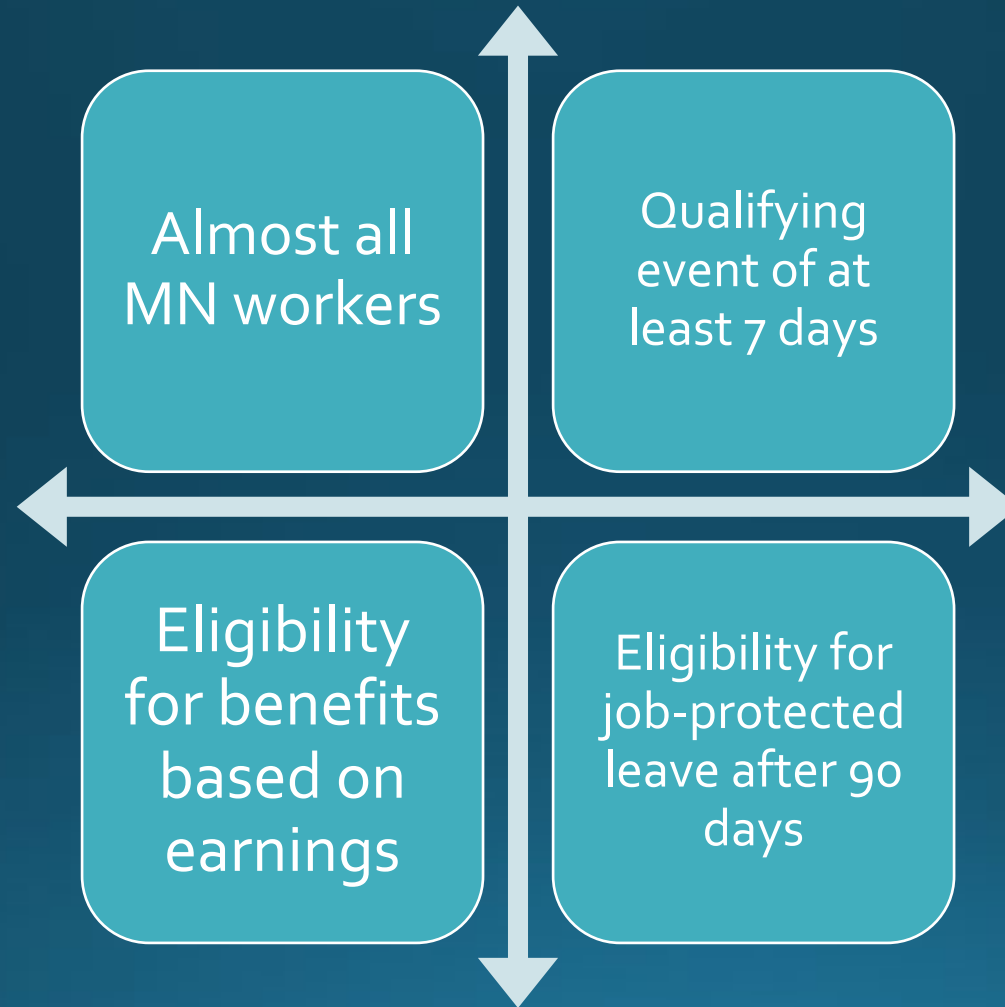 Almost all
MN workers
Qualifying
event of at
least 7 days
Eligibility
for benefits
based on
earnings
Eligibility for
job-protected
leave after 90
days